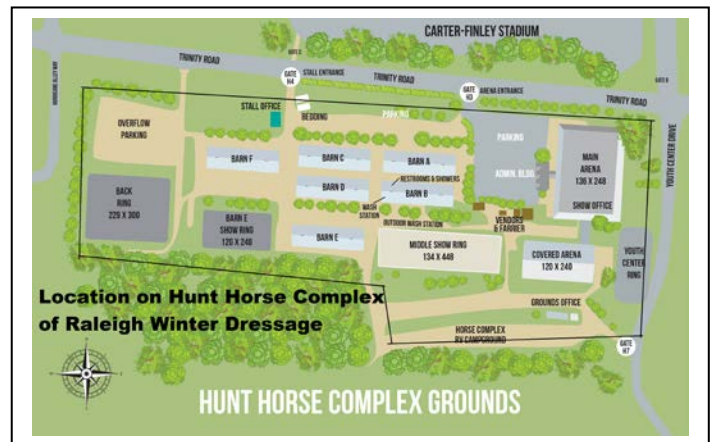 CARTER-FINLEY STADIUM
GATE C
TRINITY ROAD
GATE
H4
STALL ENTRANCE
TRINITY ROAD
GATE
H3
ARENA ENTRANCE
TRINITY ROAD
GATE B
STALL OFFICE
BEDDING
PARKING
OVERFLOW
PARKING
PARKING
MAIN
ARENA
136 X 248
SHOW OFFICE
YOUTH CENTER DRIVE
BARN F
BARN C
BARN A
ADMIN. BLDG
RESTROOMS & SHOWERS
BARN D
BARN B
BACK
RING
226 X 300
WASH
STATION
BARN E
SHOW RING
120 X 240
OUTDOOR WASH STATION
VENDORS
& FARRIER
BARN E
MIDDLE SHOW RING
134 X 448
COVERED ARENA
120 X 240
YOUTH
CENTER
RING
Location on Hunt Horse Complex
of Raleigh Winter Dressage
GROUNDS OFFICE
HORSE COMPLEX
RV CAMPGROUND
GATE
H7
HUNT HORSE COMPLEX GROUNDS